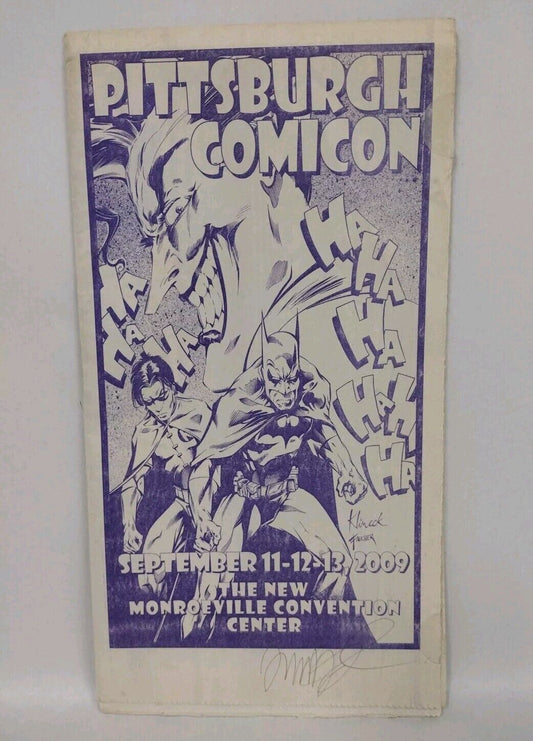 PITTSBURGH
COMICON
HA
HA
HA
HA
HA
HA
HA
HA
HA
HA
SEPTEMBER 11-12-13, 2009
THE NEW
MONROEVILLE CONVENTION
CENTER